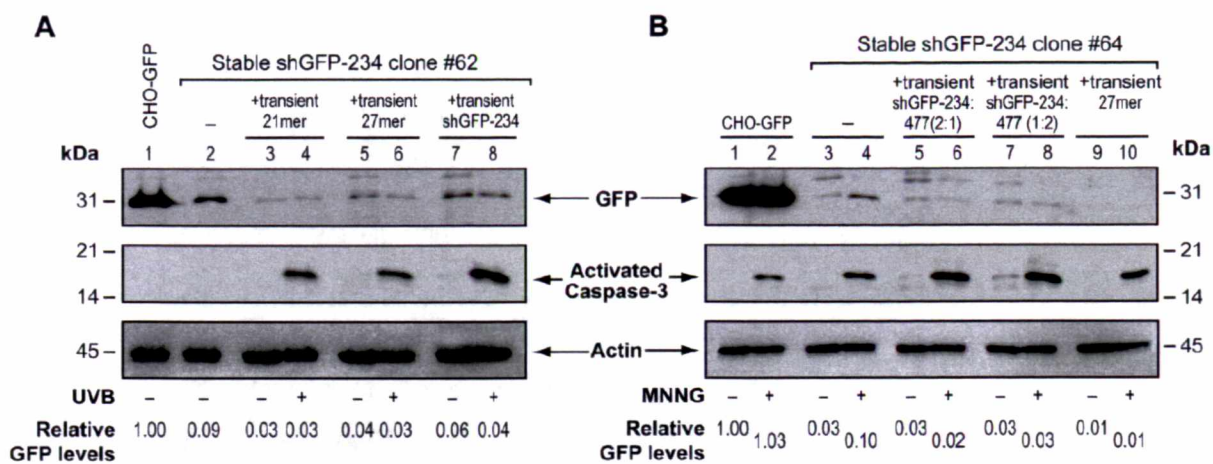 A
CHO-GFP
Stable shGFP-234 clone #62
–
+transient
21mer
+transient
27mer
+transient
shGFP-234
kDa
1 2 3 4 5 6 7 8
31 –
21 –
14 –
45 –
UVB – – – + – + – +
Relative
GFP levels
1.00 0.09 0.03 0.03 0.04 0.03 0.06 0.04
GFP
Activated
Caspase-3
Actin
B
Stable shGFP-234 clone #64
CHO-GFP
–
+transient
shGFP-234:
477(2:1)
+transient
shGFP-234:
477 (1:2)
+transient
27mer
1 2 3 4 5 6 7 8 9 10
kDa
– 31
– 21
– 14
– 45
MNNG – + – + – + – + – +
Relative
GFP levels
1.00 1.03 0.03 0.10 0.03 0.02 0.03 0.03 0.01 0.01